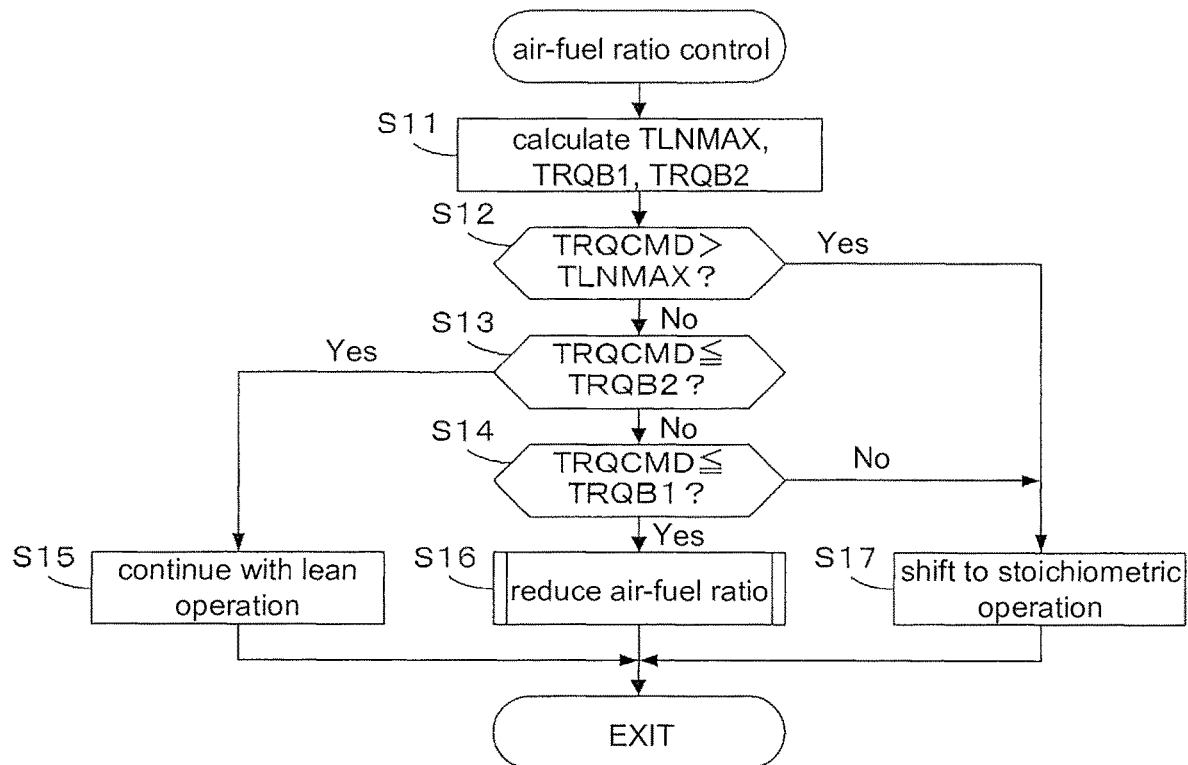 air-fuel ratio control
S11
calculate TLNMAX,
TRQB1, TRQB2
S12
TRQCMD>
TLNMAX?
Yes
No
S13
TRQCMD≦
TRQB2?
Yes
No
S14
TRQCMD≦
TRQB1?
No
Yes
S15
continue with lean
operation
S16
reduce air-fuel ratio
S17
shift to stoichiometric
operation
EXIT